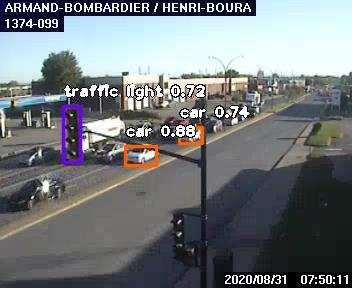 ARMAND-BOMBARDIER / HENRI-BOURA
1374-099
traffic light 0.72
car 0.74
car 0.88
2020/08/31 07:50:11